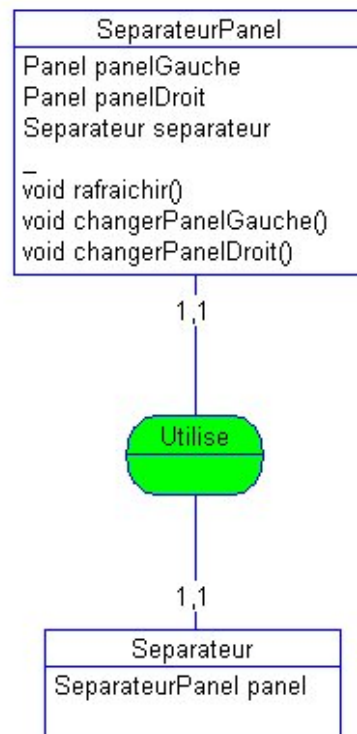 SeparateurPanel
Panel panelGauche
Panel panelDroit
Separateur separateur
_
void rafraichir()
void changerPanelGauche()
void changerPanelDroit()
1,1
Utilise
1,1
Separateur
SeparateurPanel panel